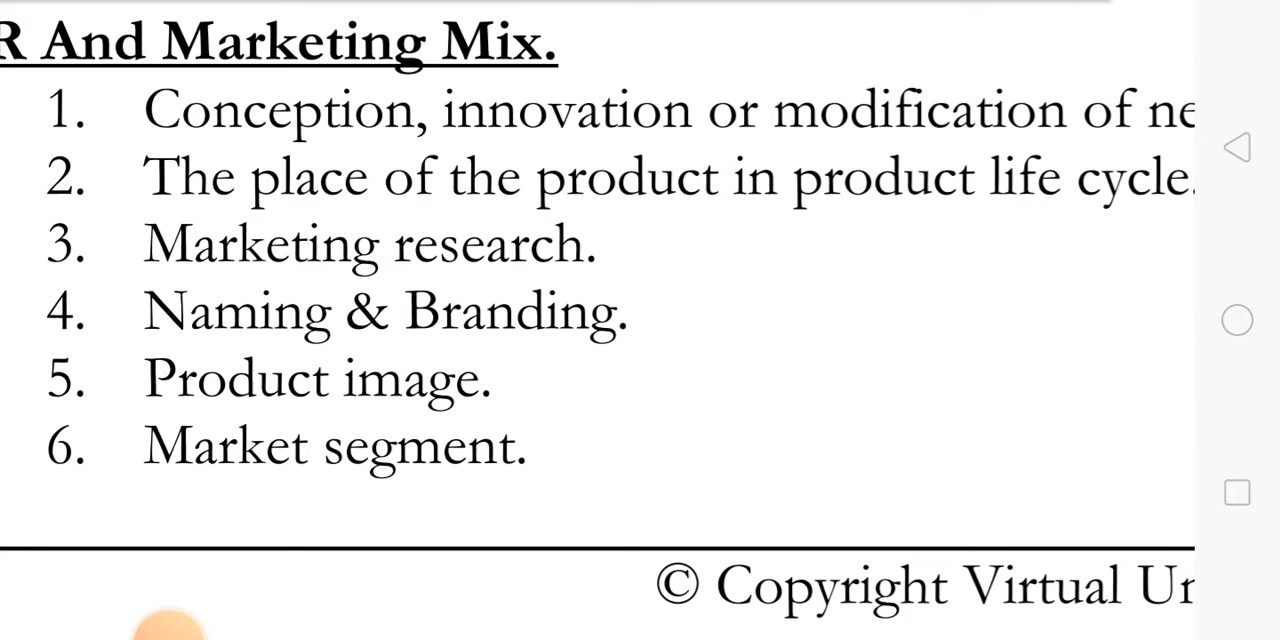 R And Marketing Mix.
1. Conception, innovation or modification of ne
2. The place of the product in product life cycle.
3. Marketing research.
4. Naming & Branding.
5. Product image.
6. Market segment.
© Copyright Virtual Un